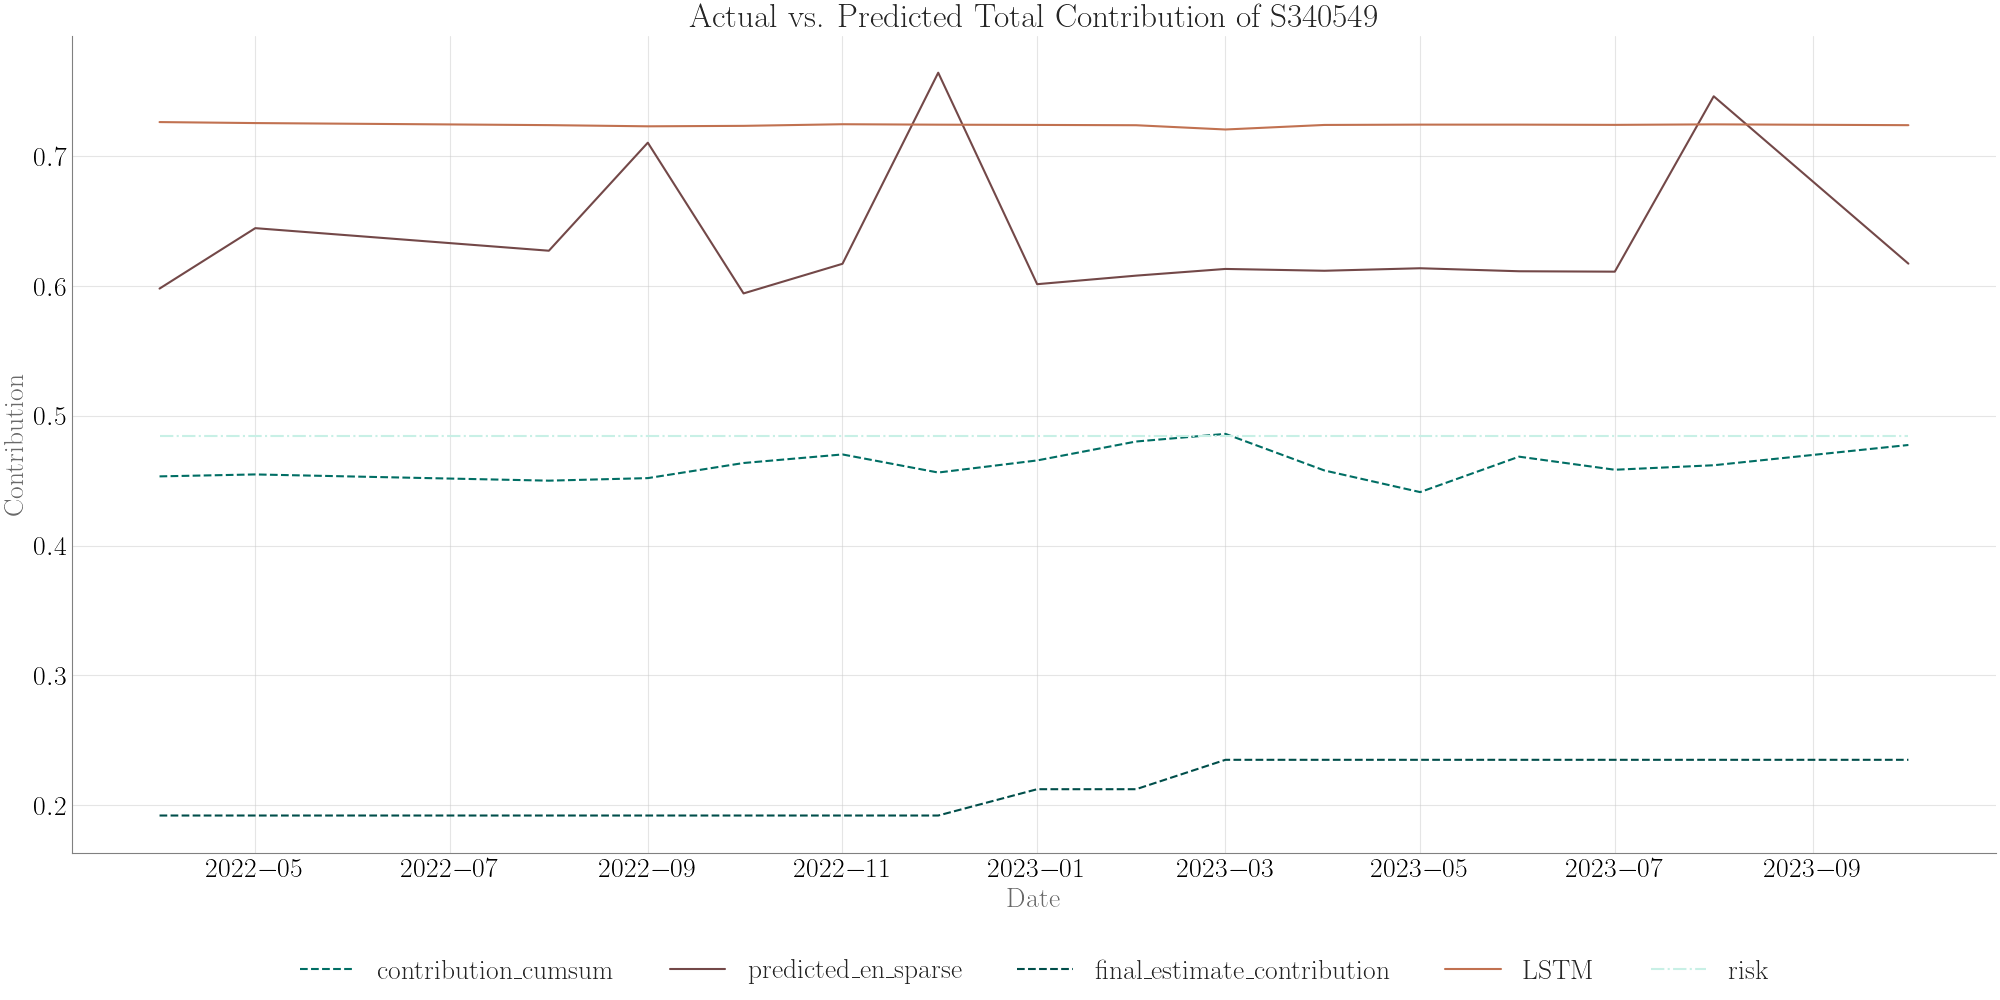 Actual vs. Predicted Total Contribution of S340549
Contribution
0.7
0.6
0.5
0.4
0.3
0.2
2022–05 2022–07 2022–09 2022–11 2023–01 2023–03 2023–05 2023–07 2023–09
Date
contribution_cumsum predicted_en_sparse final_estimate_contribution LSTM risk